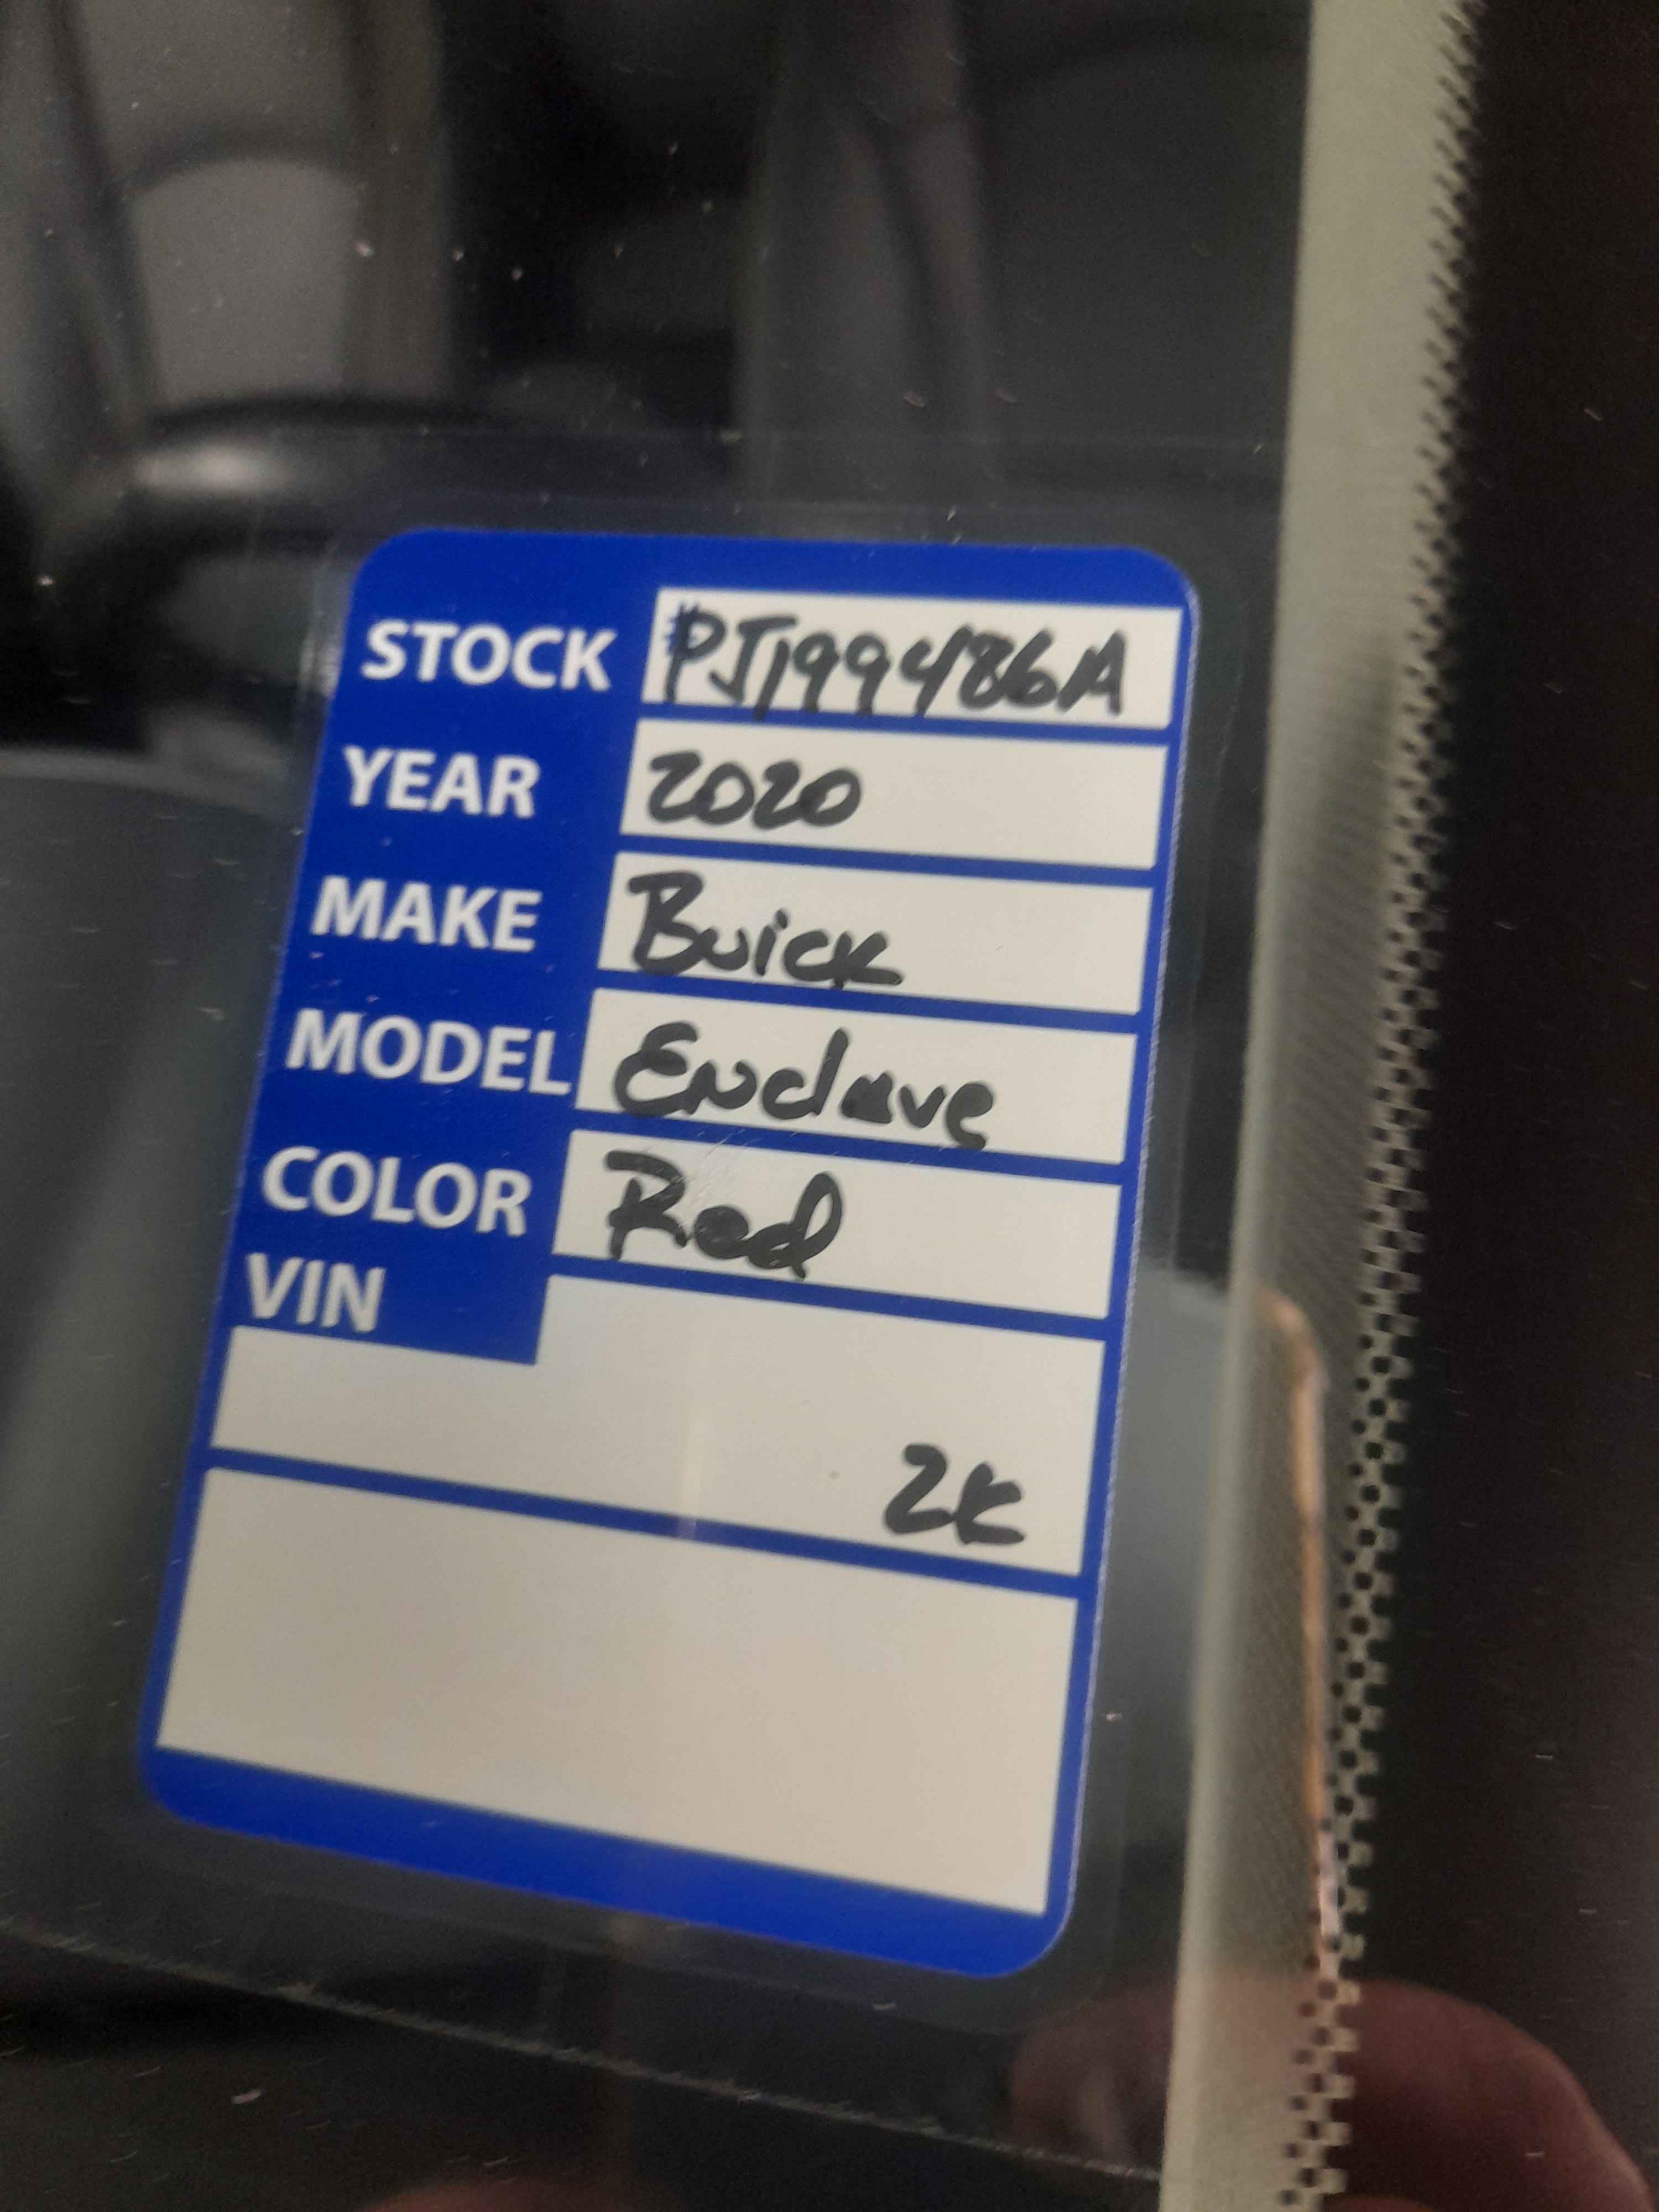 STOCK PJ199486A
YEAR 2020
MAKE Buick
MODEL Enclave
COLOR Red
VIN
2K